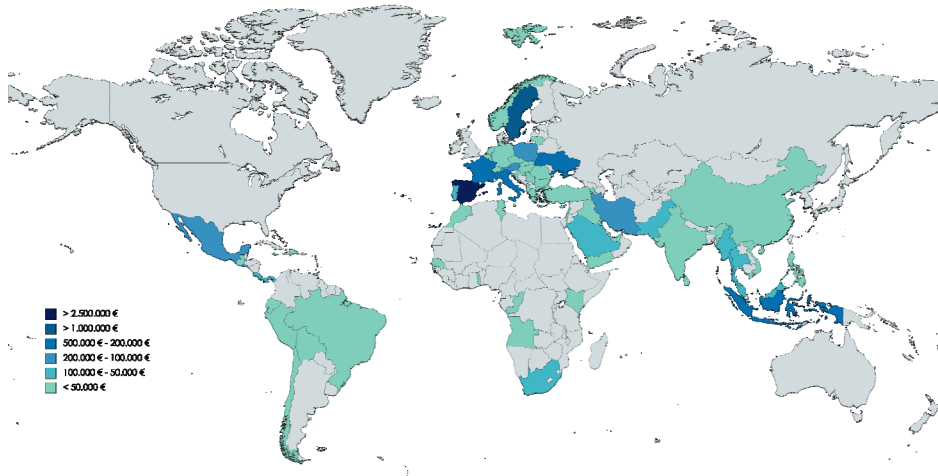 > 2.500.000 €
> 1.000.000 €
500.000 € - 200.000 €
200.000 € - 100.000 €
100.000 € - 50.000 €
< 50.000 €